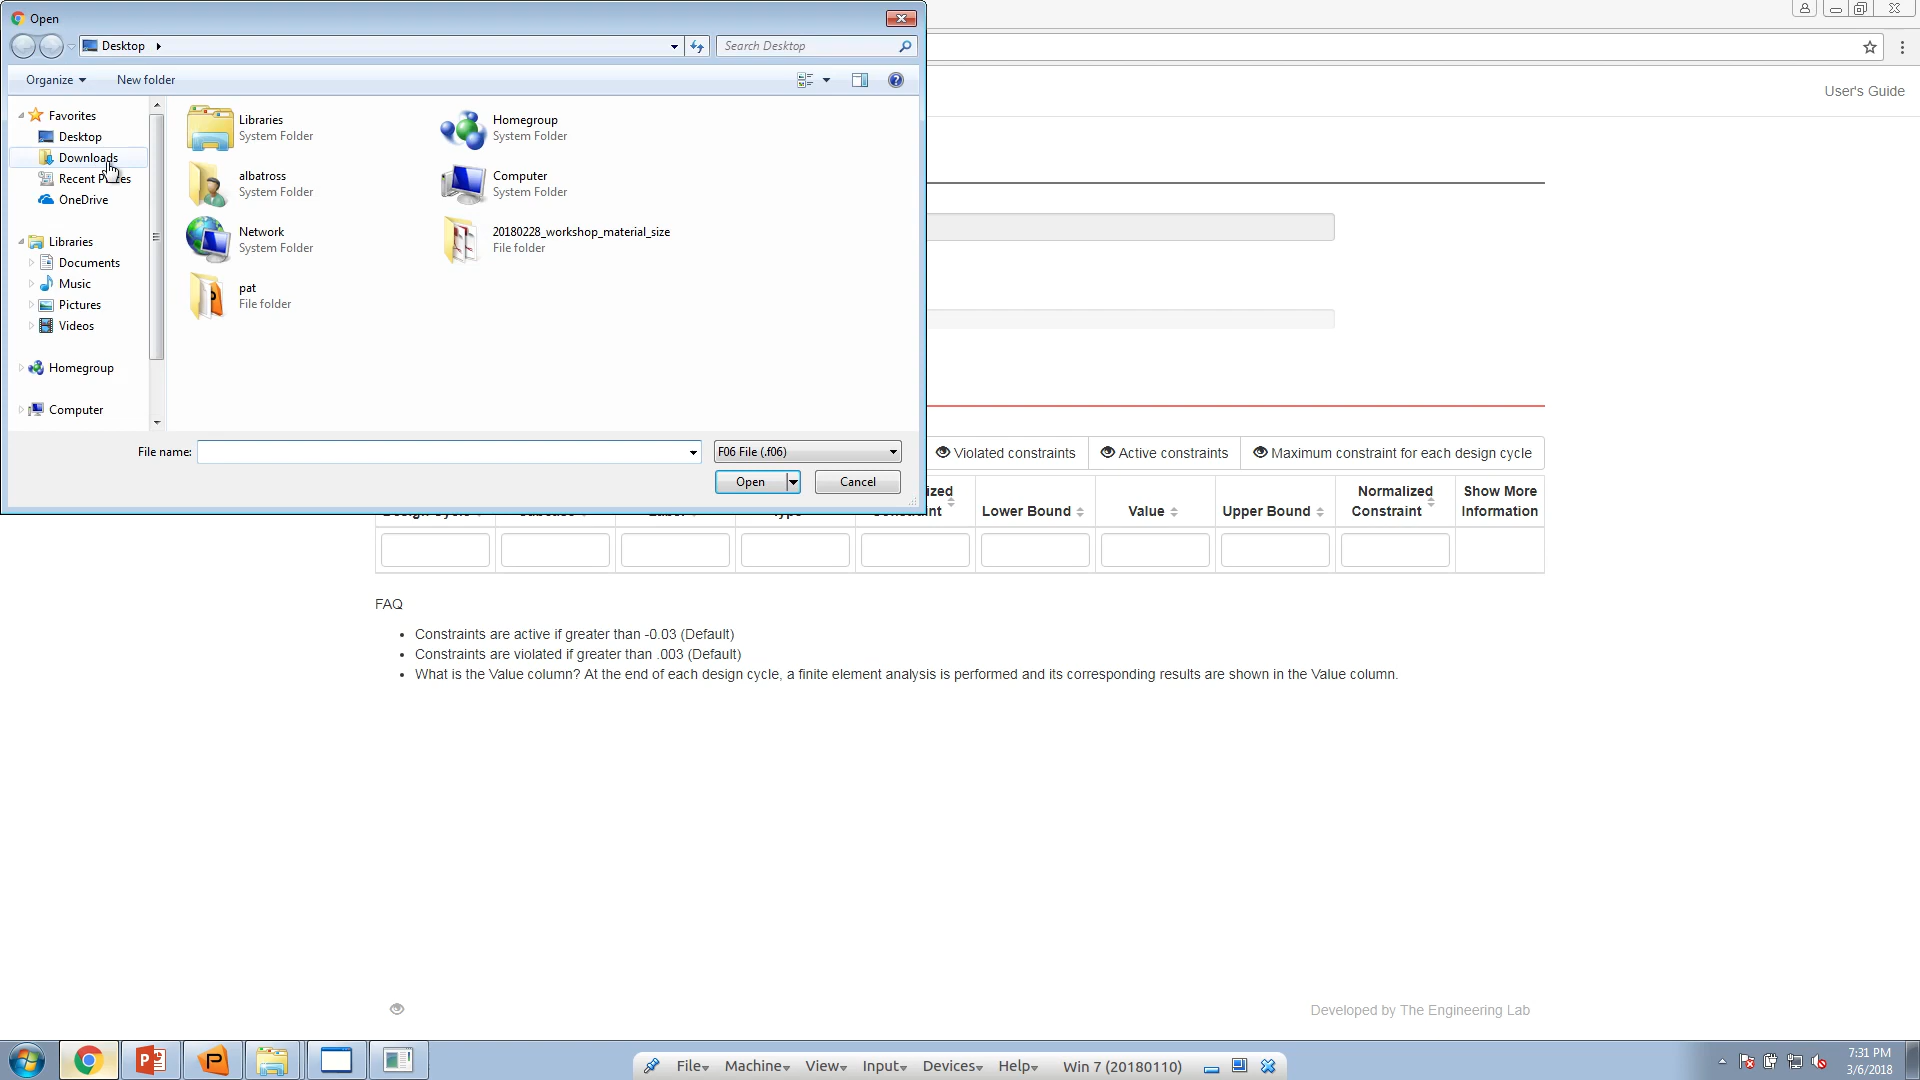 Open
Desktop
Search Desktop
Organize
New folder
User's Guide
Favorites
Desktop
Downloads
Recent
OneDrive
Libraries
Documents
Music
Pictures
Videos
Homegroup
Computer
Libraries
System Folder
Homegroup
System Folder
albatross
System Folder
Computer
System Folder
Network
System Folder
20180228_workshop_material_size
File folder
pat
File folder
File name:
F06 File (.f06)
Open
Cancel
Violated constraints
Active constraints
Maximum constraint for each design cycle
Lower Bound
Value
Upper Bound
Normalized
Constraint
Show More
Information
FAQ
• Constraints are active if greater than -0.03 (Default)
• Constraints are violated if greater than .003 (Default)
• What is the Value column? At the end of each design cycle, a finite element analysis is performed and its corresponding results are shown in the Value column.
Developed by The Engineering Lab
File Machine View Input Devices Help Win 7 (20180110)
7:31 PM
3/6/2018